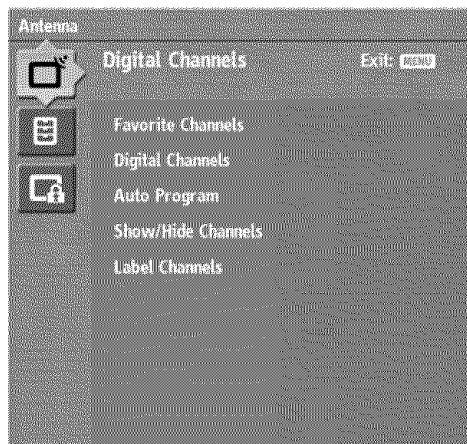 Antenna
Digital Channels Exit: MENU
Favorite Channels
Digital Channels
Auto Program
Show/Hide Channels
Label Channels